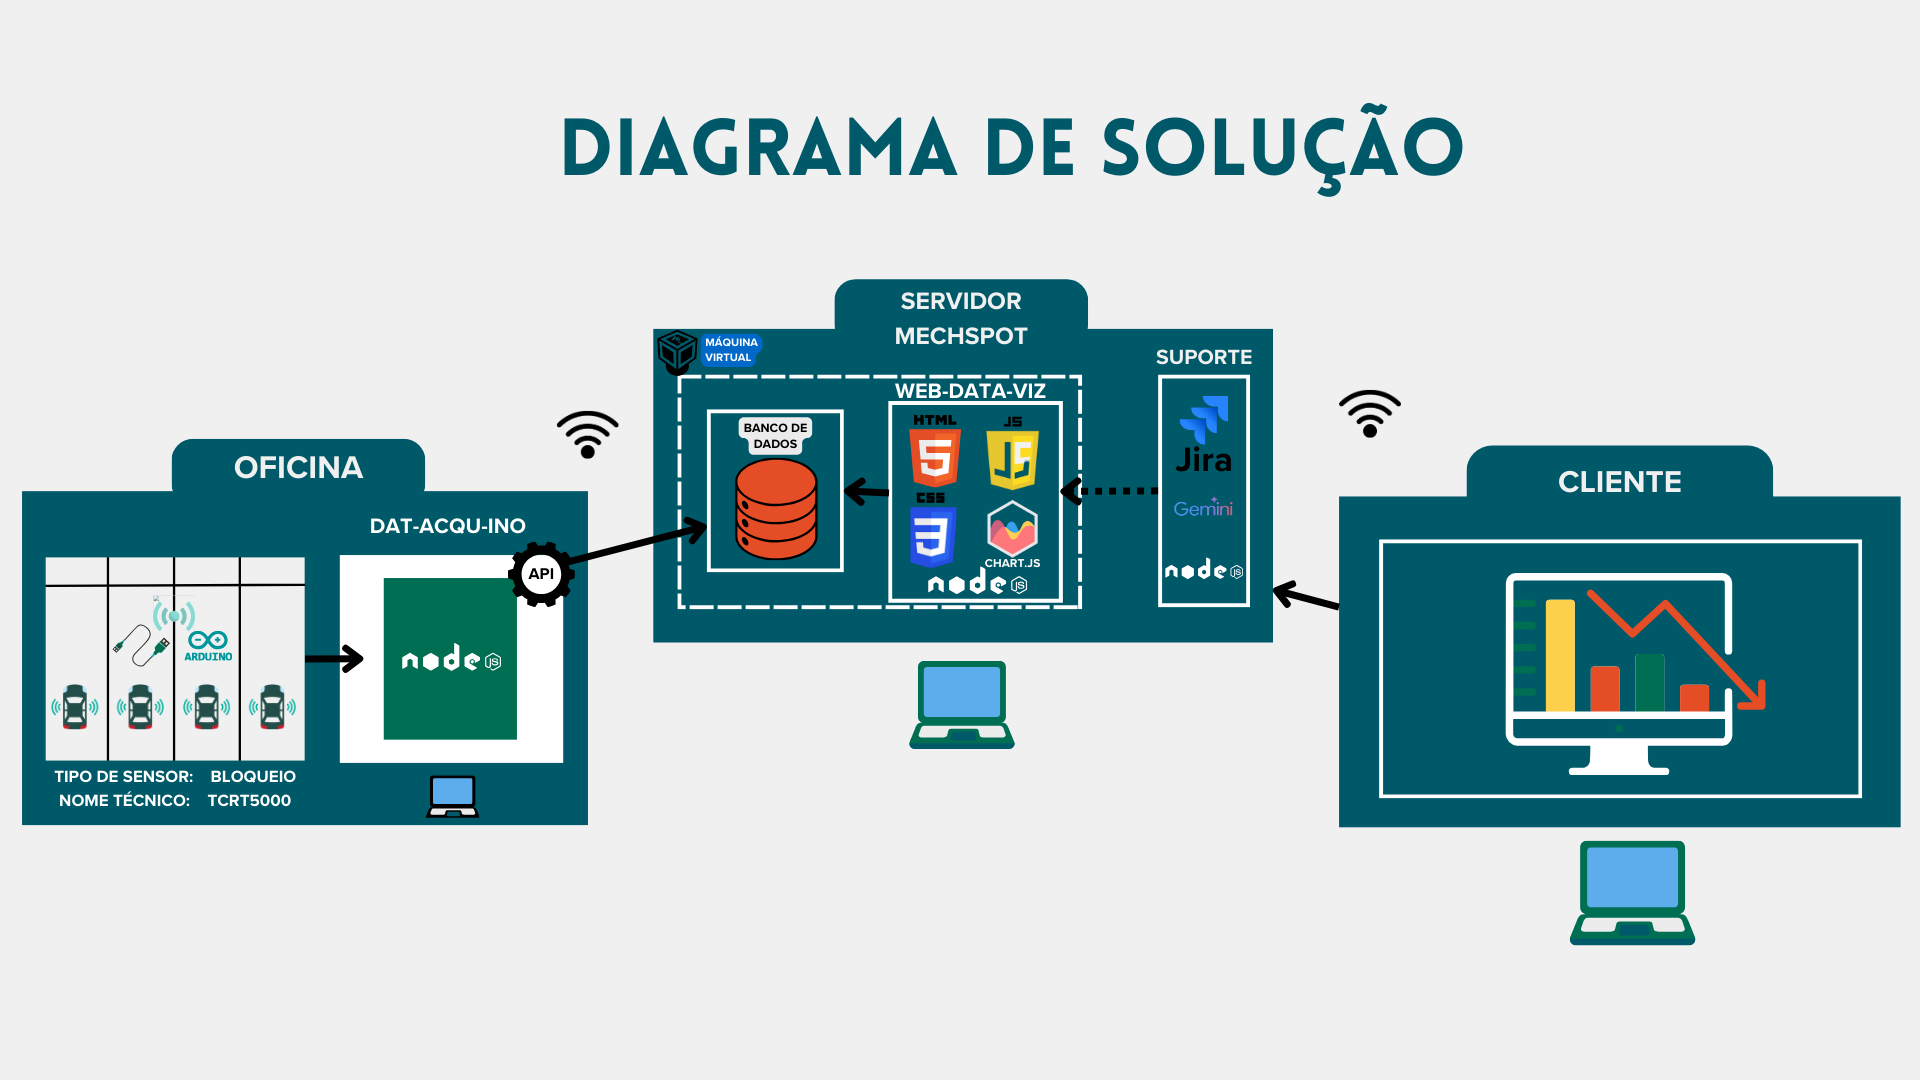 DIAGRAMA DE SOLUÇÃO
OFICINA
DAT-ACQU-INO
API
node
JS
ARDUINO
TIPO DE SENSOR: BLOQUEIO
NOME TÉCNICO: TCRT5000
SERVIDOR
MECHSPOT
MÁQUINA
VIRTUAL
BANCO DE
DADOS
WEB-DATA-VIZ
HTML
5
JS
JS
CSS
3
CHART.JS
node
JS
SUPORTE
Jira
Gemini
node
JS
CLIENTE